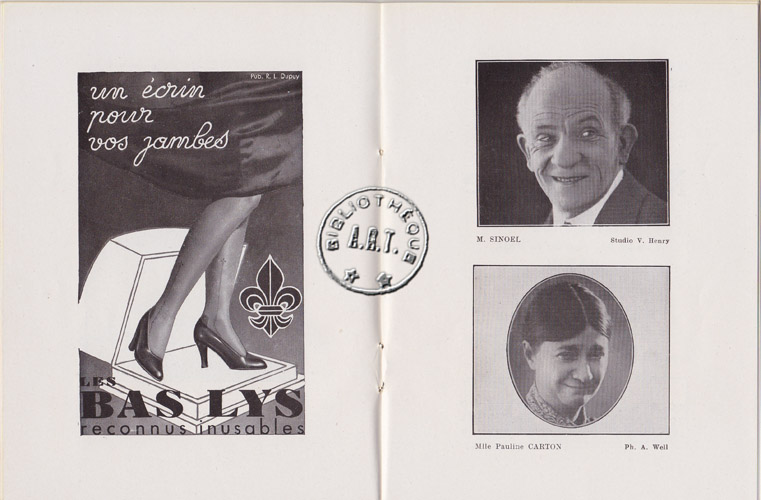 Pub. R. L. Dupuy
un écrin
pour
vos jambes
LES
BAS LYS
reconnus inusables
BIBLIOTHÈQUE
A.R.T.
M. SINOEL Studio V. Henry
Mlle Pauline CARTON Ph. A. Weil